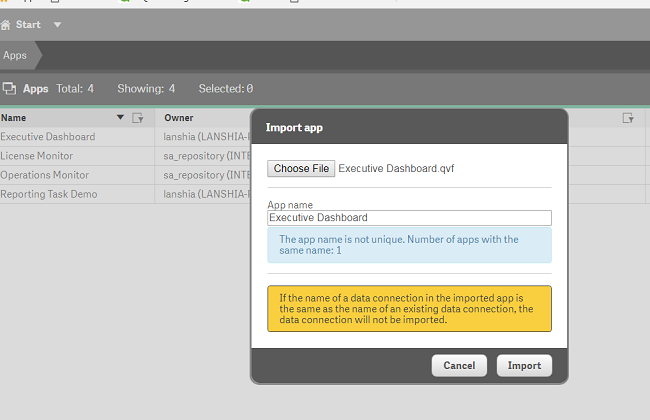 Start
Apps
Apps Total: 4 Showing: 4 Selected: 0
Name Owner
Executive Dashboard lanshia (LANSHIA-
License Monitor sa_repository (INTE
Operations Monitor sa_repository (INTE
Reporting Task Demo lanshia (LANSHIA-
Import app
Choose File Executive Dashboard.qvf
App name
Executive Dashboard
The app name is not unique. Number of apps with the
same name: 1
If the name of a data connection in the imported app is
the same as the name of an existing data connection, the
data connection will not be imported.
Cancel Import